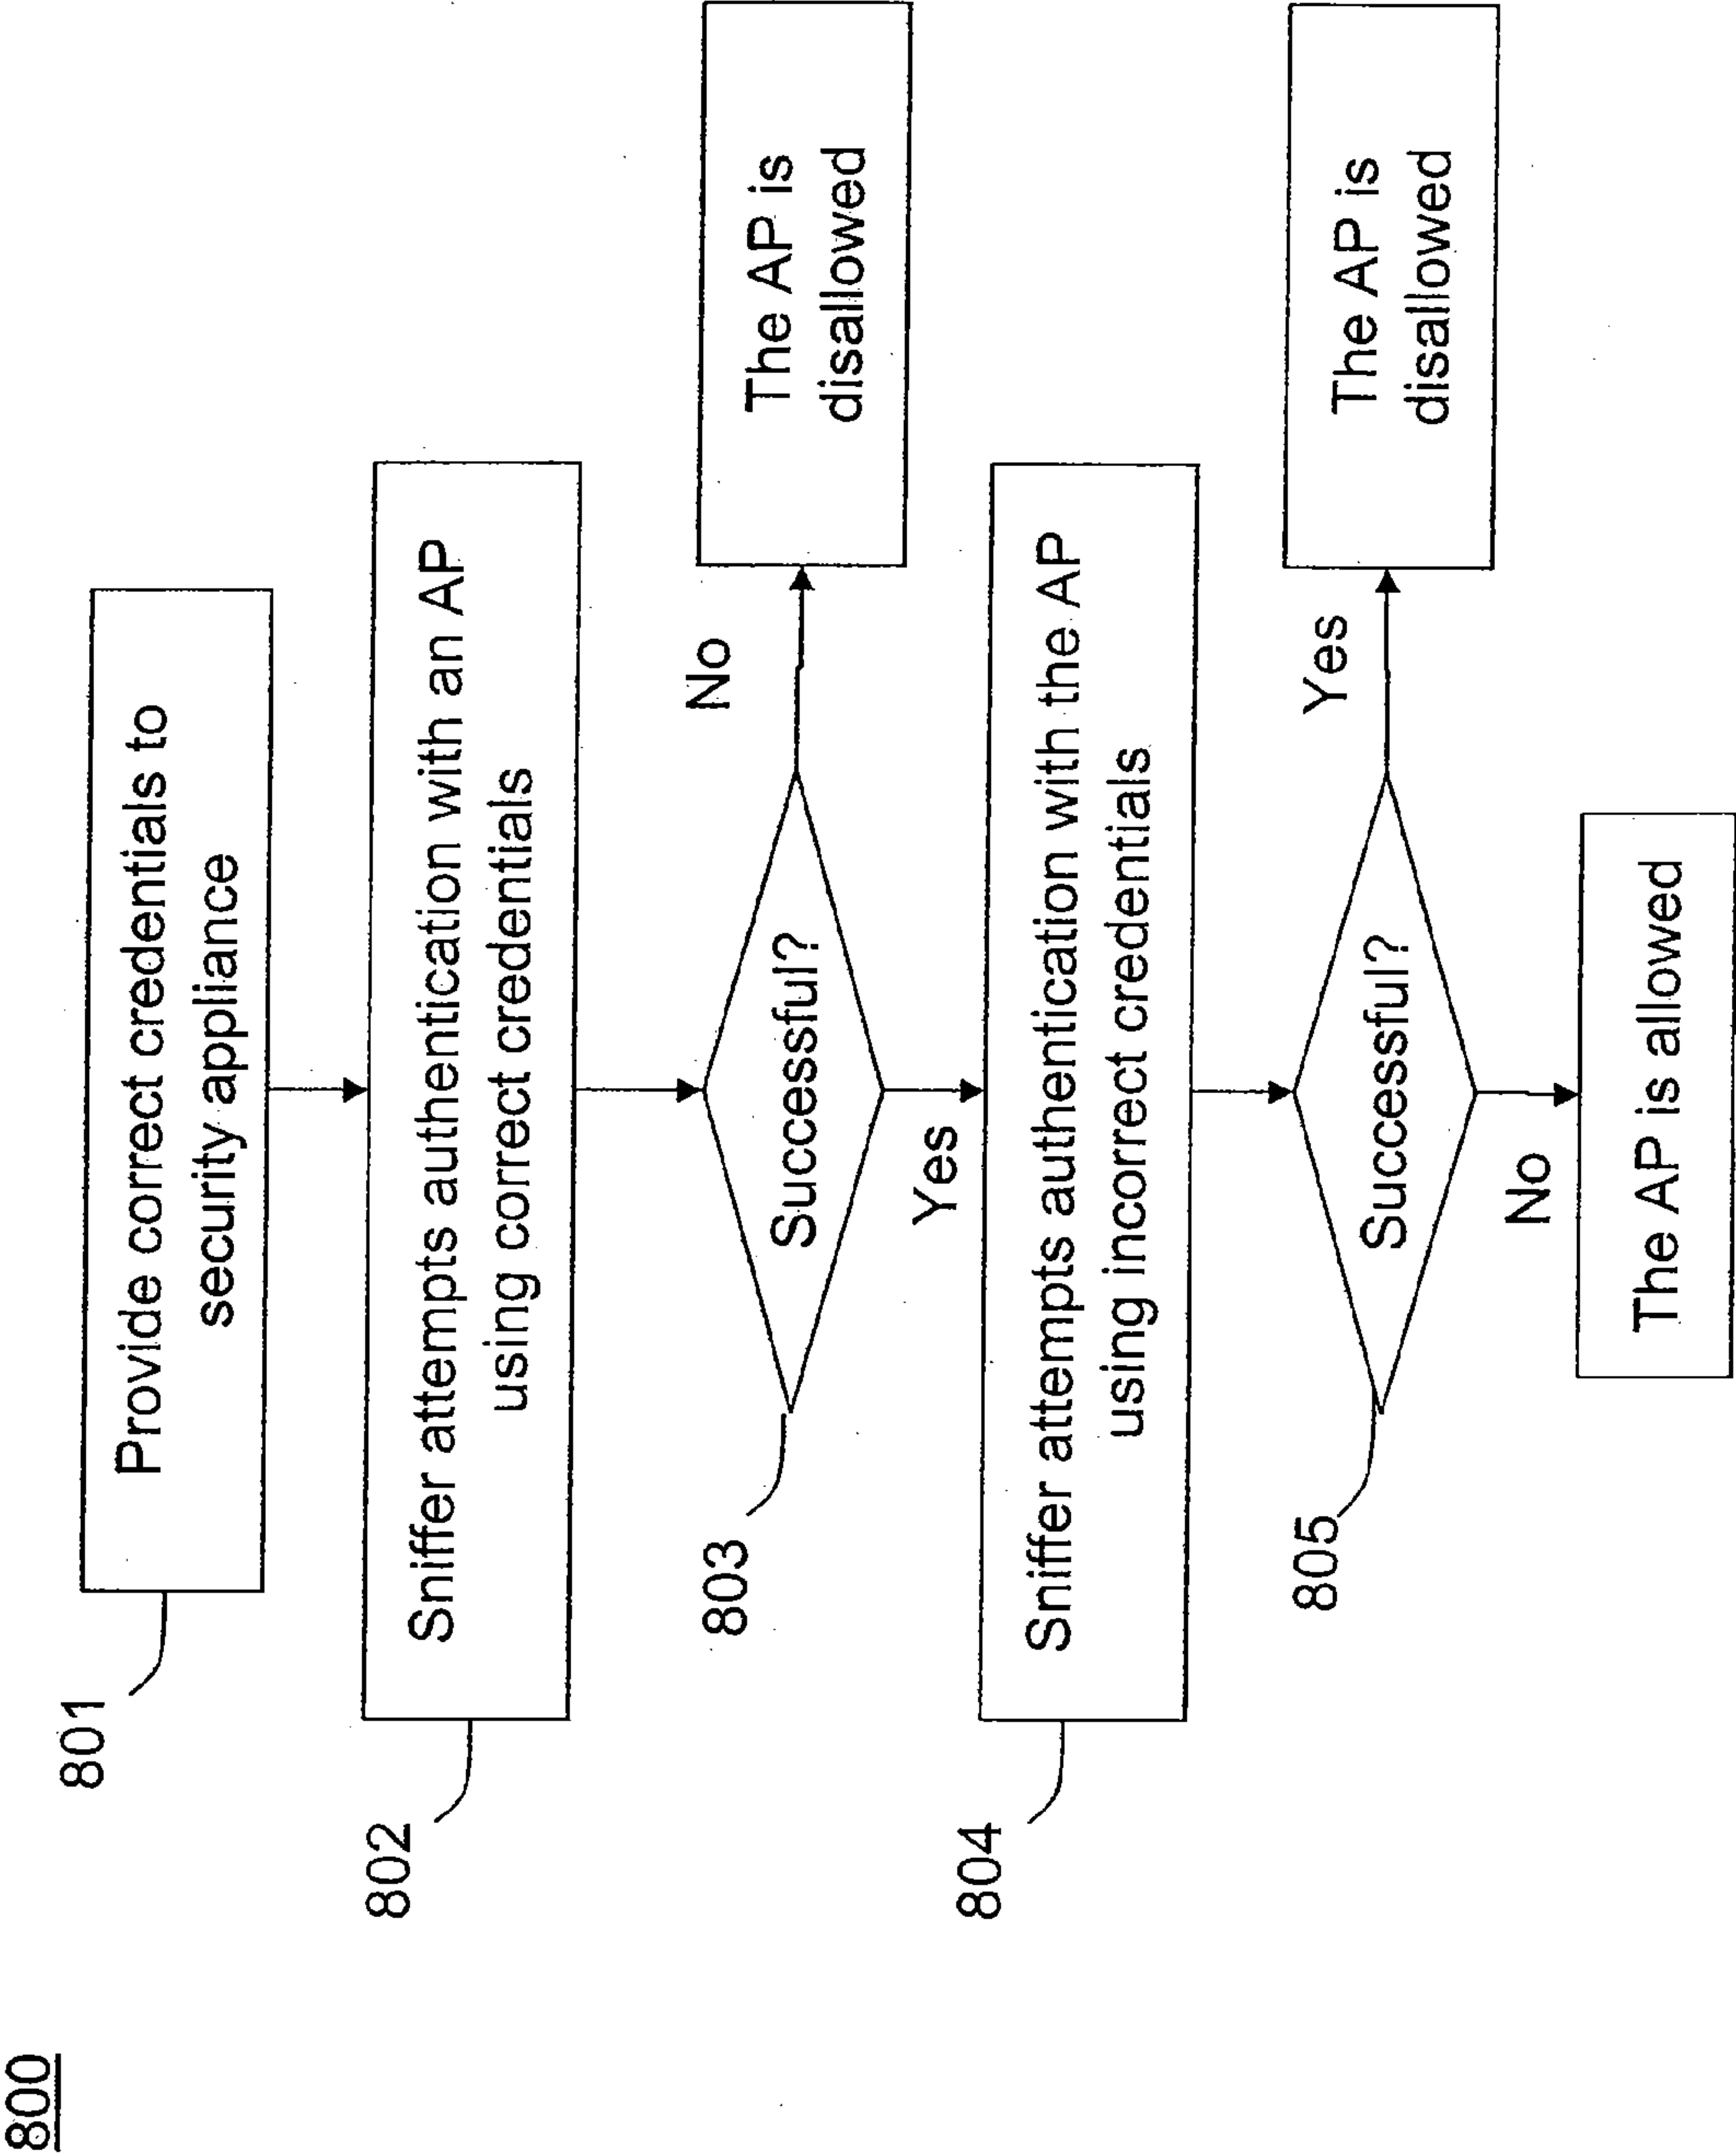 800
801
Provide correct credentials to
security appliance
802
Sniffer attempts authentication with an AP
using correct credentials
803
Successful?
No
The AP is
disallowed
Yes
804
Sniffer attempts authentication with the AP
using incorrect credentials
805
Successful?
Yes
The AP is
disallowed
No
The AP is allowed